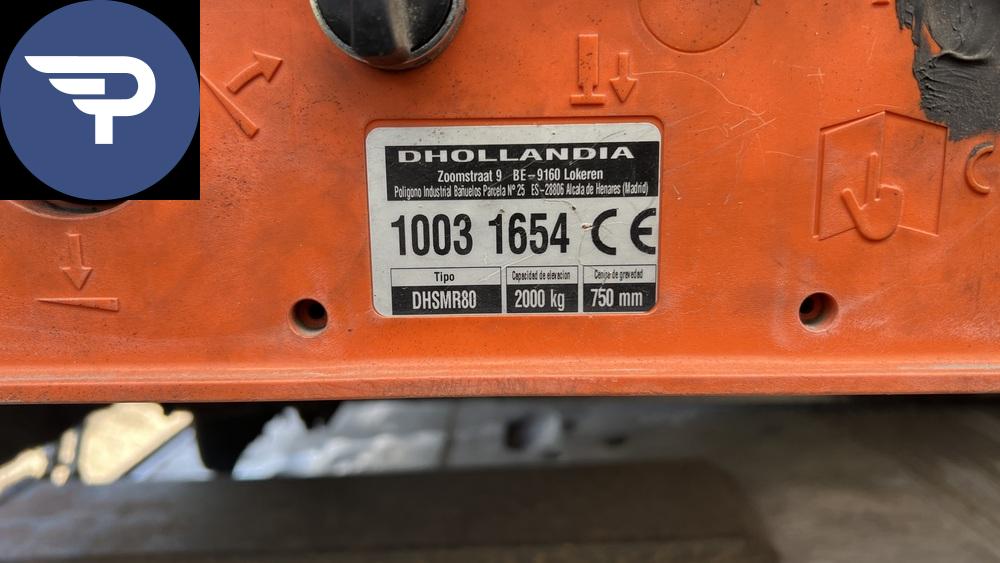 DHOLLANDIA
Zoomstraat 9 BE-9160 Lokeren
Poligono Industrial Bañuelos Parcela Nº 25 ES-28806 Alcala de Henares (Madrid)
1003 1654 CE
Tipo Capacidad de elevacion Centro de gravedad
DHSMR80 2000 kg 750 mm